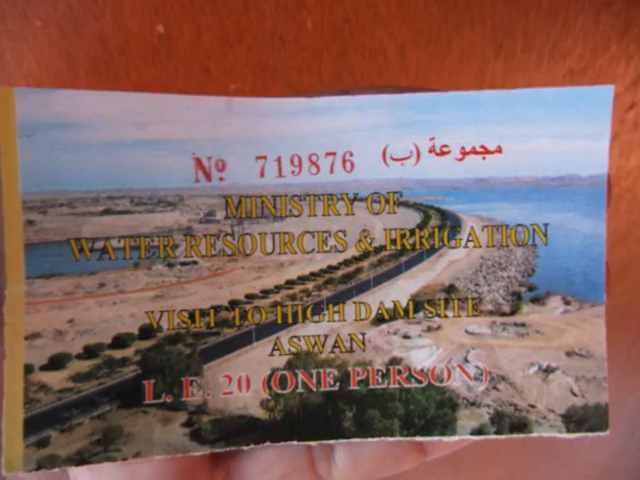 Nº 719876 (ب) مجموعة
MINISTRY OF
WATER RESOURCES & IRRIGATION
VISIT TO HIGH DAM SITE
ASWAN
L. E. 20 (ONE PERSON)